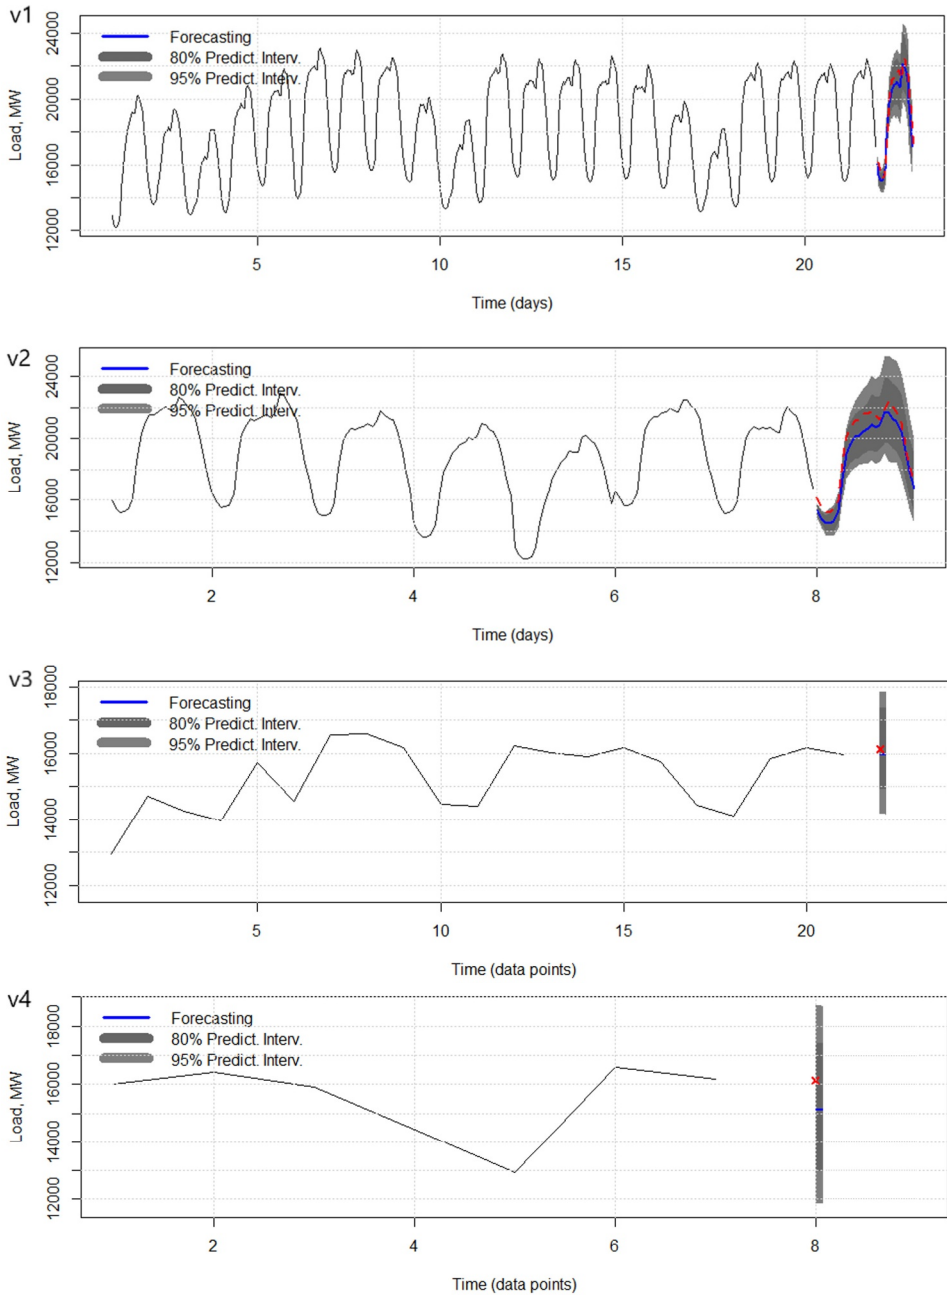 v1
Load, MW
24000
20000
16000
12000
Forecasting
80% Predict. Interv.
95% Predict. Interv.
5 10 15 20
Time (days)
v2
Load, MW
24000
20000
16000
12000
Forecasting
80% Predict. Interv.
95% Predict. Interv.
2 4 6 8
Time (days)
v3
Load, MW
18000
16000
14000
12000
Forecasting
80% Predict. Interv.
95% Predict. Interv.
5 10 15 20
Time (data points)
v4
Load, MW
18000
16000
14000
12000
Forecasting
80% Predict. Interv.
95% Predict. Interv.
2 4 6 8
Time (data points)